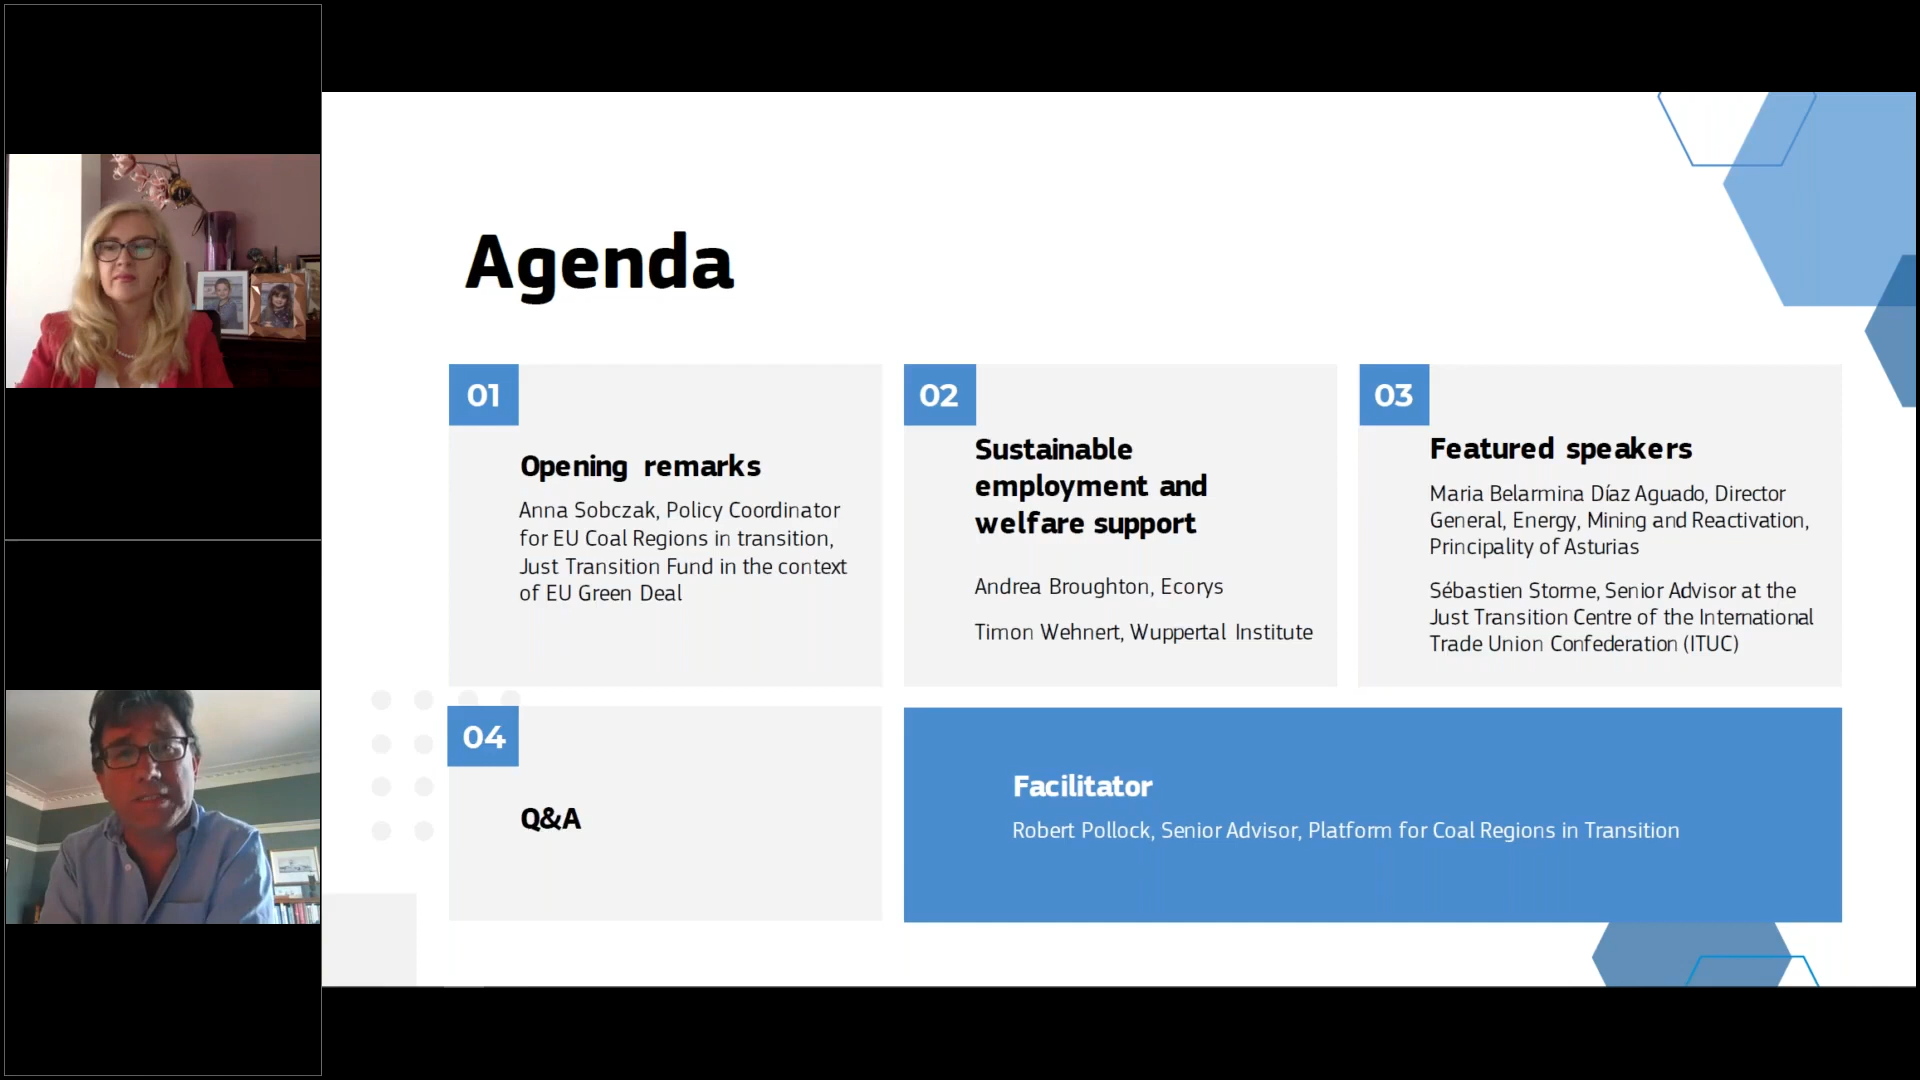 Agenda
01
Opening remarks
Anna Sobczak, Policy Coordinator
for EU Coal Regions in transition,
Just Transition Fund in the context
of EU Green Deal
02
Sustainable
employment and
welfare support
Andrea Broughton, Ecorys
Timon Wehnert, Wuppertal Institute
03
Featured speakers
Maria Belarmina Díaz Aguado, Director
General, Energy, Mining and Reactivation,
Principality of Asturias
Sébastien Storme, Senior Advisor at the
Just Transition Centre of the International
Trade Union Confederation (ITUC)
04
Q&A
Facilitator
Robert Pollock, Senior Advisor, Platform for Coal Regions in Transition